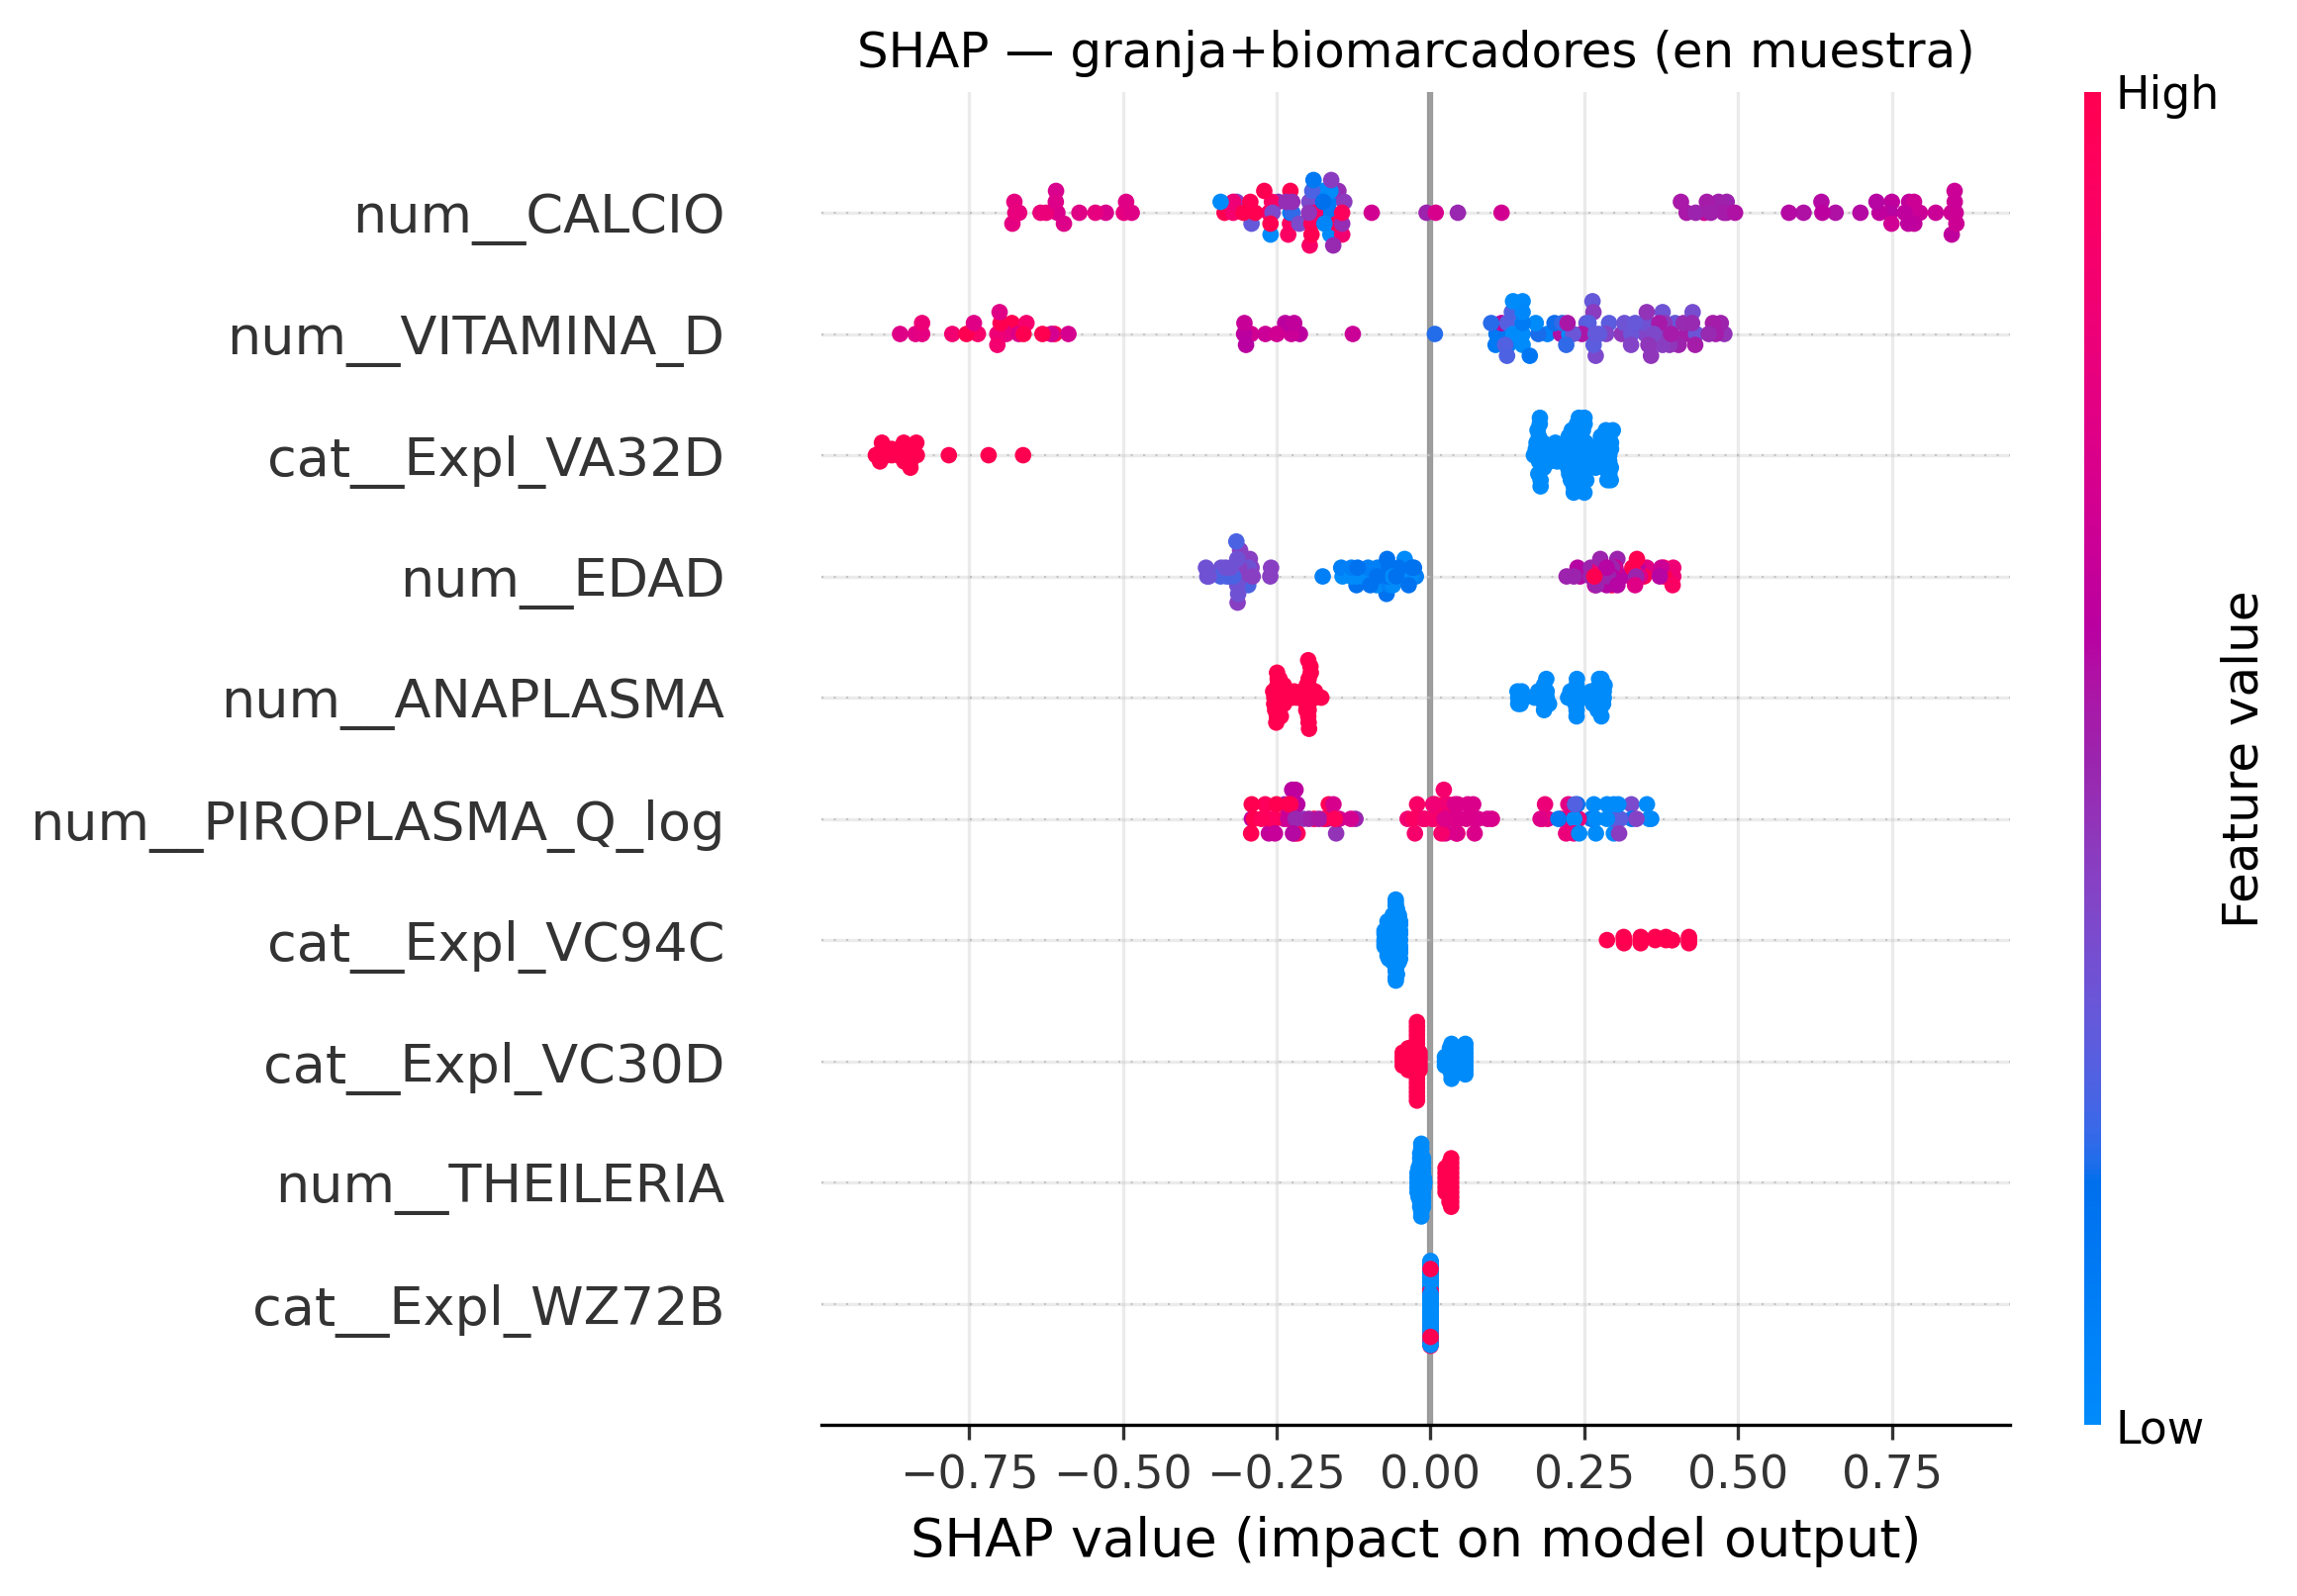 SHAP — granja+biomarcadores (en muestra)
High
num__CALCIO
num__VITAMINA_D
cat__Expl_VA32D
num__EDAD
num__ANAPLASMA
num__PIROPLASMA_Q_log
cat__Expl_VC94C
cat__Expl_VC30D
num__THEILERIA
cat__Expl_WZ72B
Feature value
Low
−0.75 −0.50 −0.25 0.00 0.25 0.50 0.75
SHAP value (impact on model output)